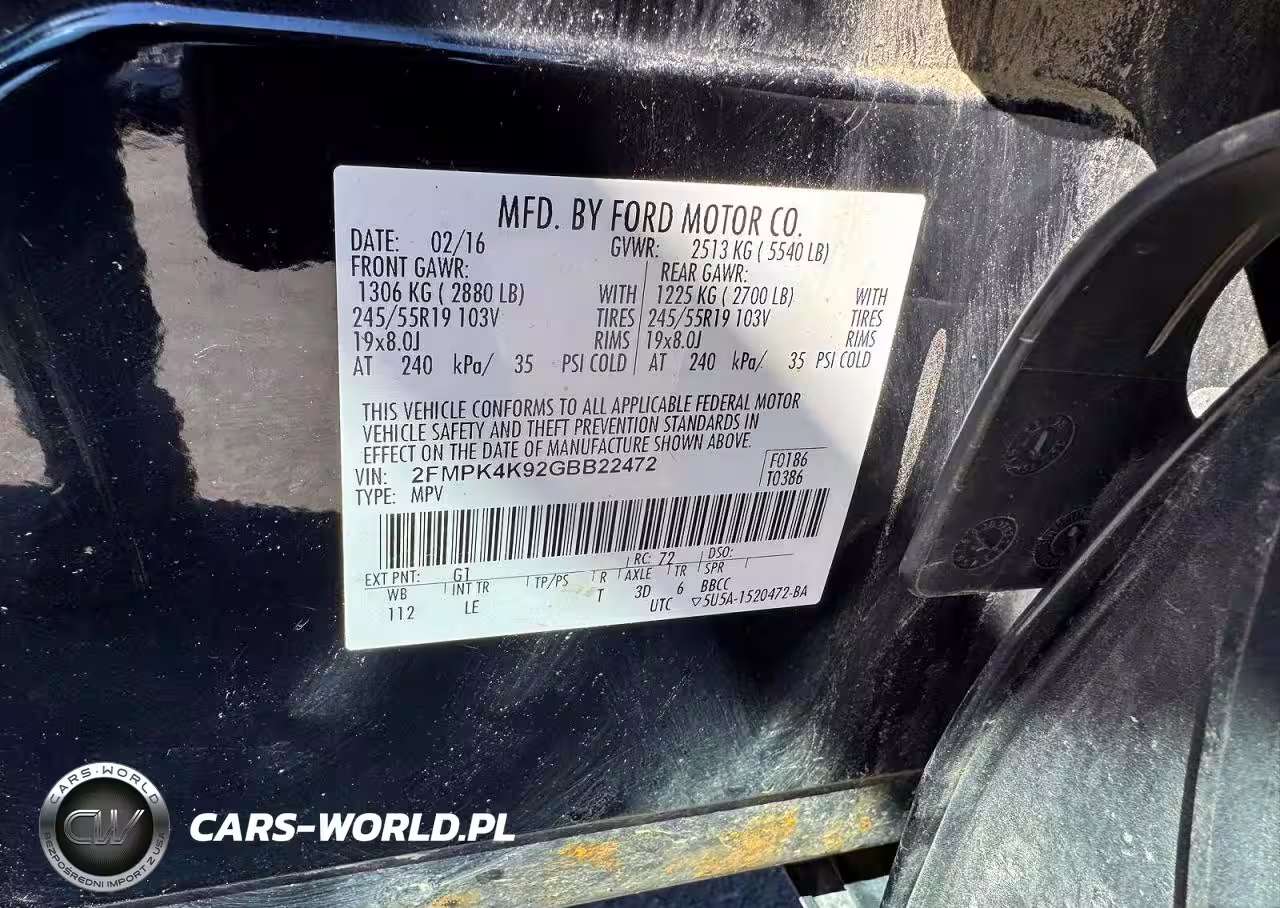 MFD. BY FORD MOTOR CO.
DATE: 02/16 GVWR: 2513 KG ( 5540 LB)
FRONT GAWR: REAR GAWR:
1306 KG ( 2880 LB) WITH 1225 KG ( 2700 LB) WITH
245/55R19 103V TIRES 245/55R19 103V TIRES
19x8.0J RIMS 19x8.0J RIMS
AT 240 kPa/ 35 PSI COLD AT 240 kPa/ 35 PSI COLD
THIS VEHICLE CONFORMS TO ALL APPLICABLE FEDERAL MOTOR
VEHICLE SAFETY AND THEFT PREVENTION STANDARDS IN
EFFECT ON THE DATE OF MANUFACTURE SHOWN ABOVE.
VIN: 2FMPK4K92GBB22472 F0186
TYPE: MPV T0386
EXT PNT: G1 RC: 72 DSO:
WB INT TR TP/PS R AXLE TR SPR
112 LE T 3D 6 BBCC
UTC ▽5U5A-1520472-BA
CARS-WORLD
CW
BEZPOŚREDNI IMPORT Z USA
CARS-WORLD.PL